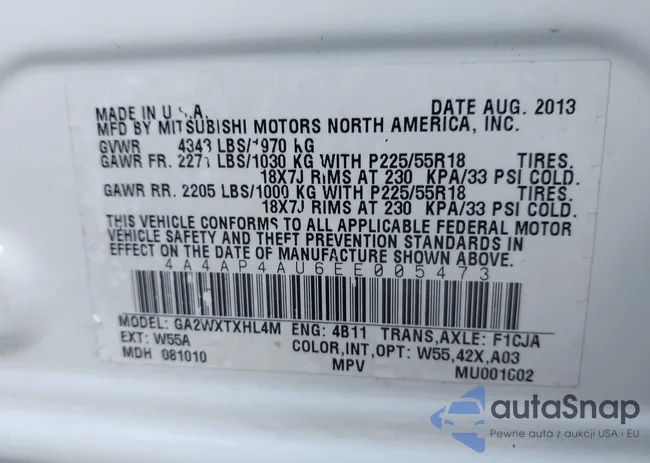 MADE IN U.S.A. DATE AUG. 2013
MFD BY MITSUBISHI MOTORS NORTH AMERICA, INC.
GVWR 4343 LBS/1970 KG
GAWR FR. 2271 LBS/1030 KG WITH P225/55R18 TIRES.
18X7J RIMS AT 230 KPA/33 PSI COLD.
GAWR RR. 2205 LBS/1000 KG WITH P225/55R18 TIRES.
18X7J RIMS AT 230 KPA/33 PSI COLD.
THIS VEHICLE CONFORMS TO ALL APPLICABLE FEDERAL MOTOR
VEHICLE SAFETY AND THEFT PREVENTION STANDARDS IN
EFFECT ON THE DATE OF MANUFACTURE SHOWN ABOVE.
4A4AP4AU6EE005473
MODEL: GA2WXTXHL4M ENG: 4B11 TRANS,AXLE: F1CJA
EXT: W55A COLOR,INT,OPT: W55,42X,A03
MDH 081010 MPV MU001602
autoSnap
Pewne auta z aukcji USA i EU